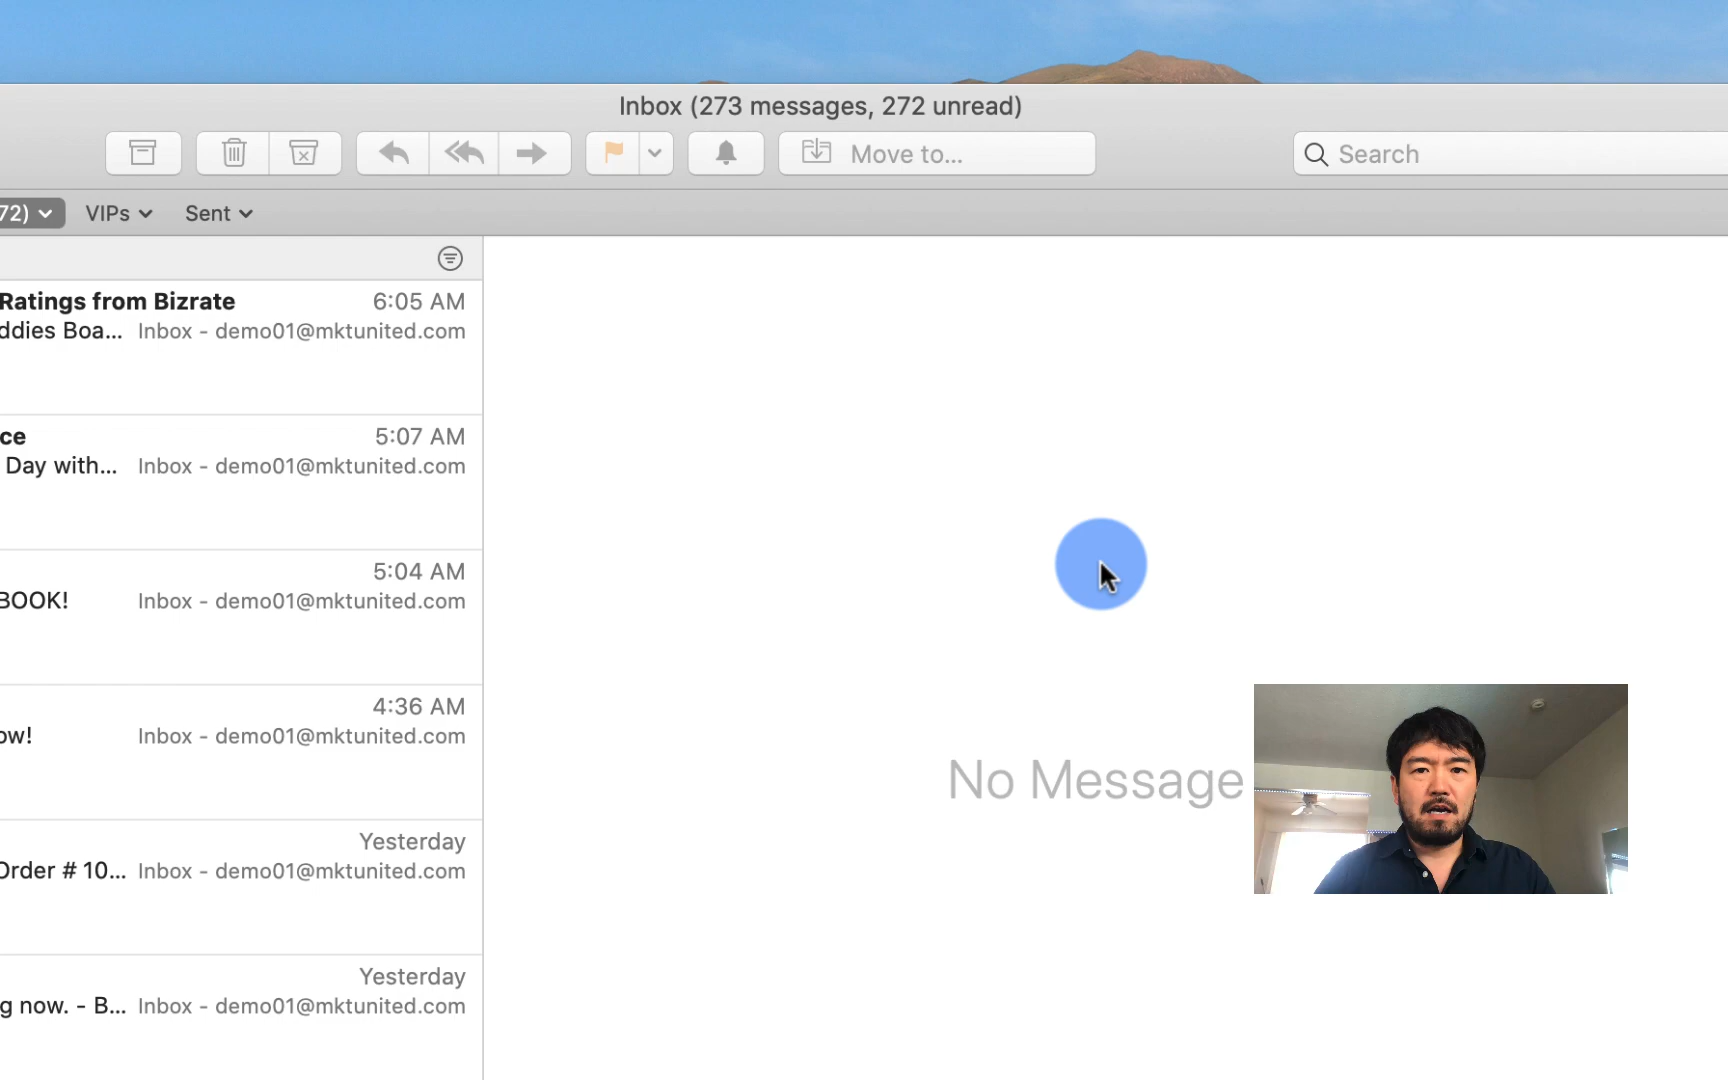 Inbox (273 messages, 272 unread)
Move to...
Search
72)
VIPs
Sent
Ratings from Bizrate 6:05 AM
ddies Boa... Inbox - demo01@mktunited.com
ce 5:07 AM
Day with... Inbox - demo01@mktunited.com
5:04 AM
BOOK! Inbox - demo01@mktunited.com
4:36 AM
ow! Inbox - demo01@mktunited.com
No Message
Yesterday
Order # 10... Inbox - demo01@mktunited.com
Yesterday
g now. - B... Inbox - demo01@mktunited.com